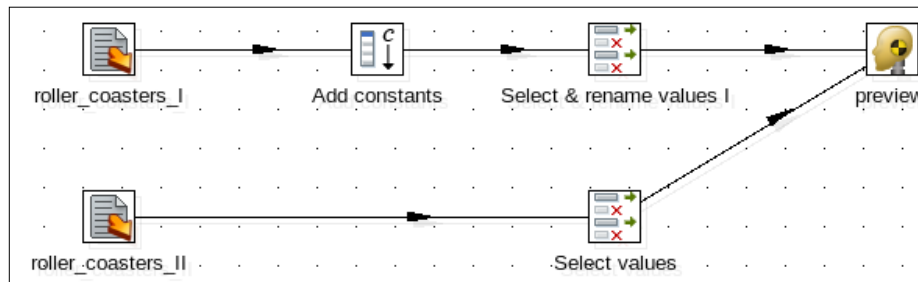 roller_coasters_I
Add constants
Select & rename values I
preview
roller_coasters_II
Select values